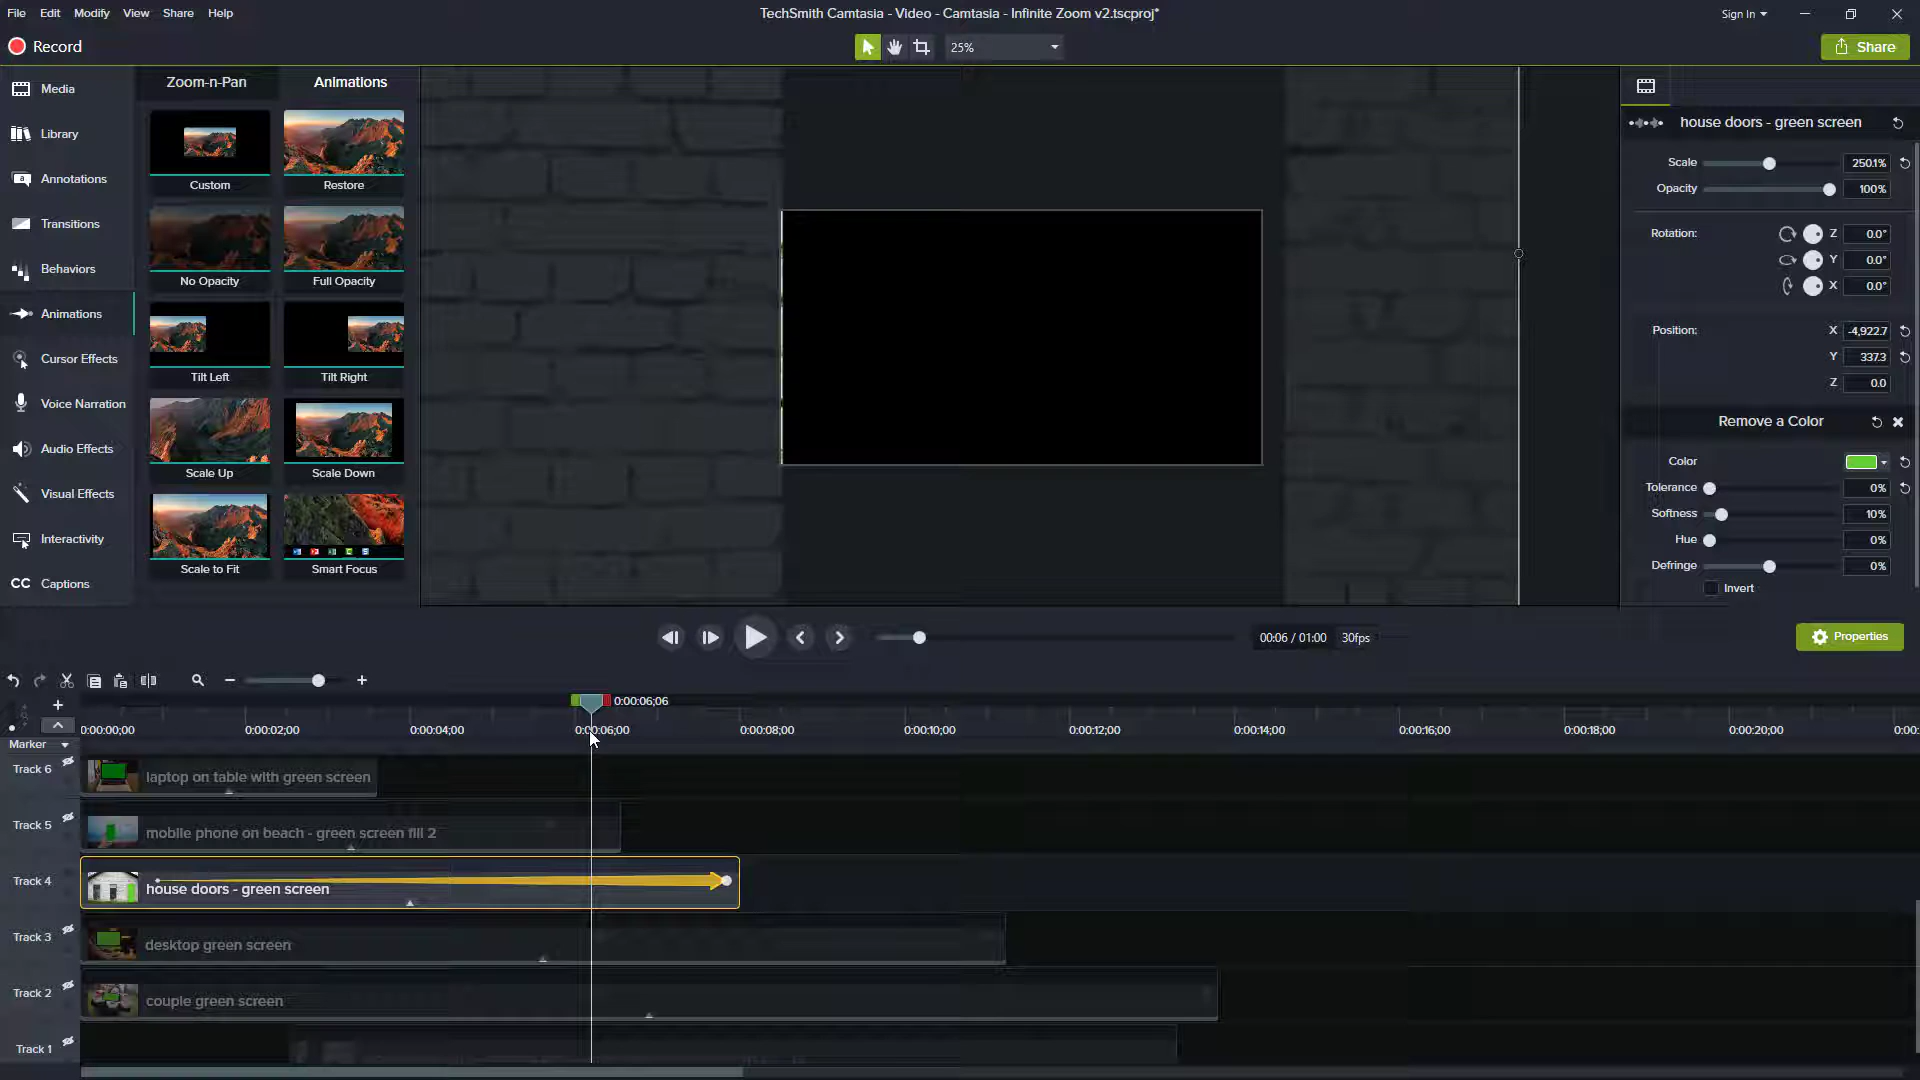 File Edit Modify View Share Help
TechSmith Camtasia - Video - Camtasia - Infinite Zoom v2.tscproj*
Sign In
Record
25%
Share
Media
Library
Annotations
Transitions
Behaviors
Animations
Cursor Effects
Voice Narration
Audio Effects
Visual Effects
Interactivity
CC Captions
Zoom-n-Pan Animations
Custom Restore
No Opacity Full Opacity
Tilt Left Tilt Right
Scale Up Scale Down
Scale to Fit Smart Focus
house doors - green screen
Scale 250.1%
Opacity 100%
Rotation: Z 0.0°
Y 0.0°
X 0.0°
Position: X -4,922.7
Y 337.3
Z 0.0
Remove a Color
Color
Tolerance 0%
Softness 10%
Hue 0%
Defringe 0%
Invert
00:06 / 01:00 30fps
Properties
0:00:06;06
0:00:00;00 0:00:02;00 0:00:04;00 0:00:06;00 0:00:08;00 0:00:10;00 0:00:12;00 0:00:14;00 0:00:16;00 0:00:18;00 0:00:20;00 0:00:
Marker
Track 6 laptop on table with green screen
Track 5 mobile phone on beach - green screen fill 2
Track 4 house doors - green screen
Track 3 desktop green screen
Track 2 couple green screen
Track 1